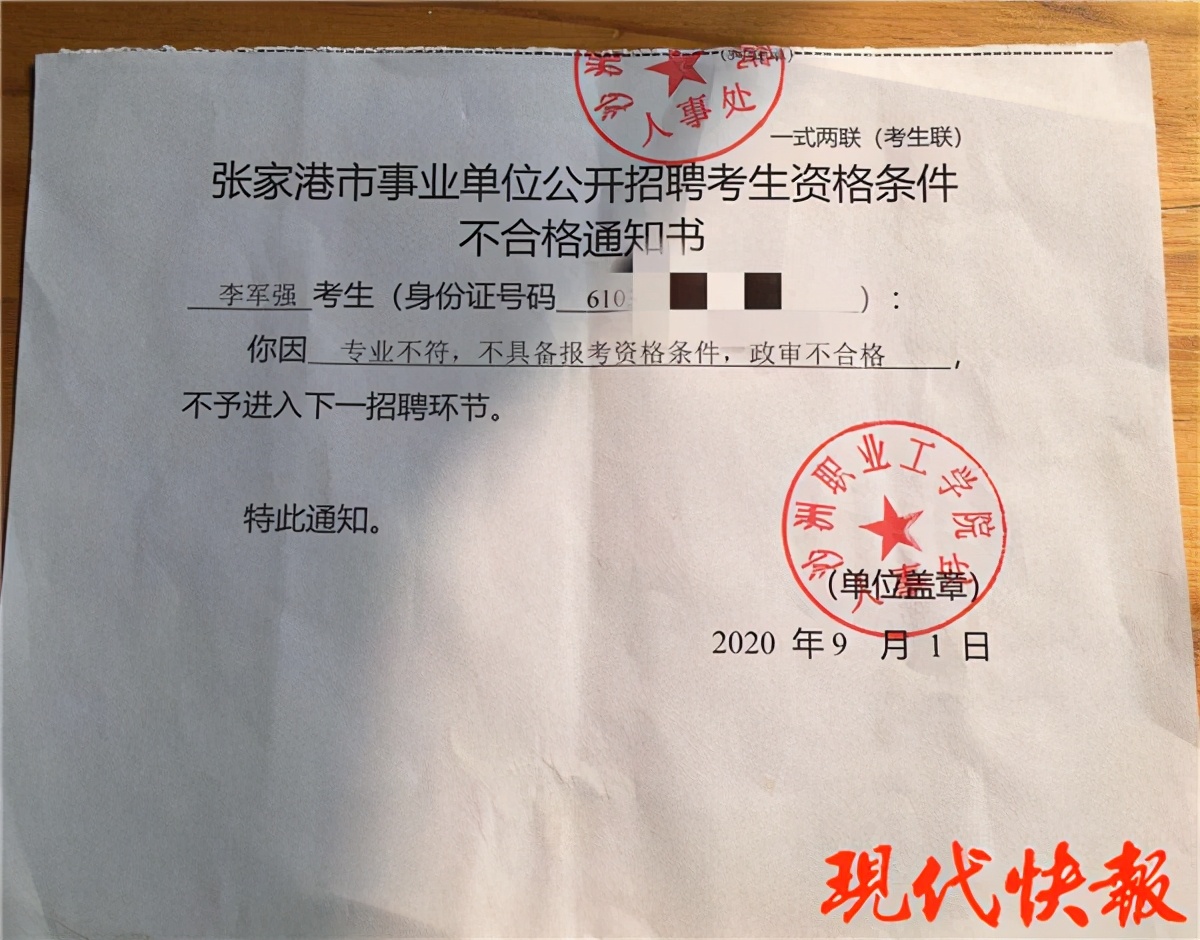 人事处
一式两联（考生联）
张家港市事业单位公开招聘考生资格条件
不合格通知书
李军强 考生（身份证号码 610 ）：
你因 专业不符，不具备报考资格条件，政审不合格，
不予进入下一招聘环节。
特此通知。
沙洲职业工学院
人事处
（单位盖章）
2020 年 9 月 1 日
現代快報